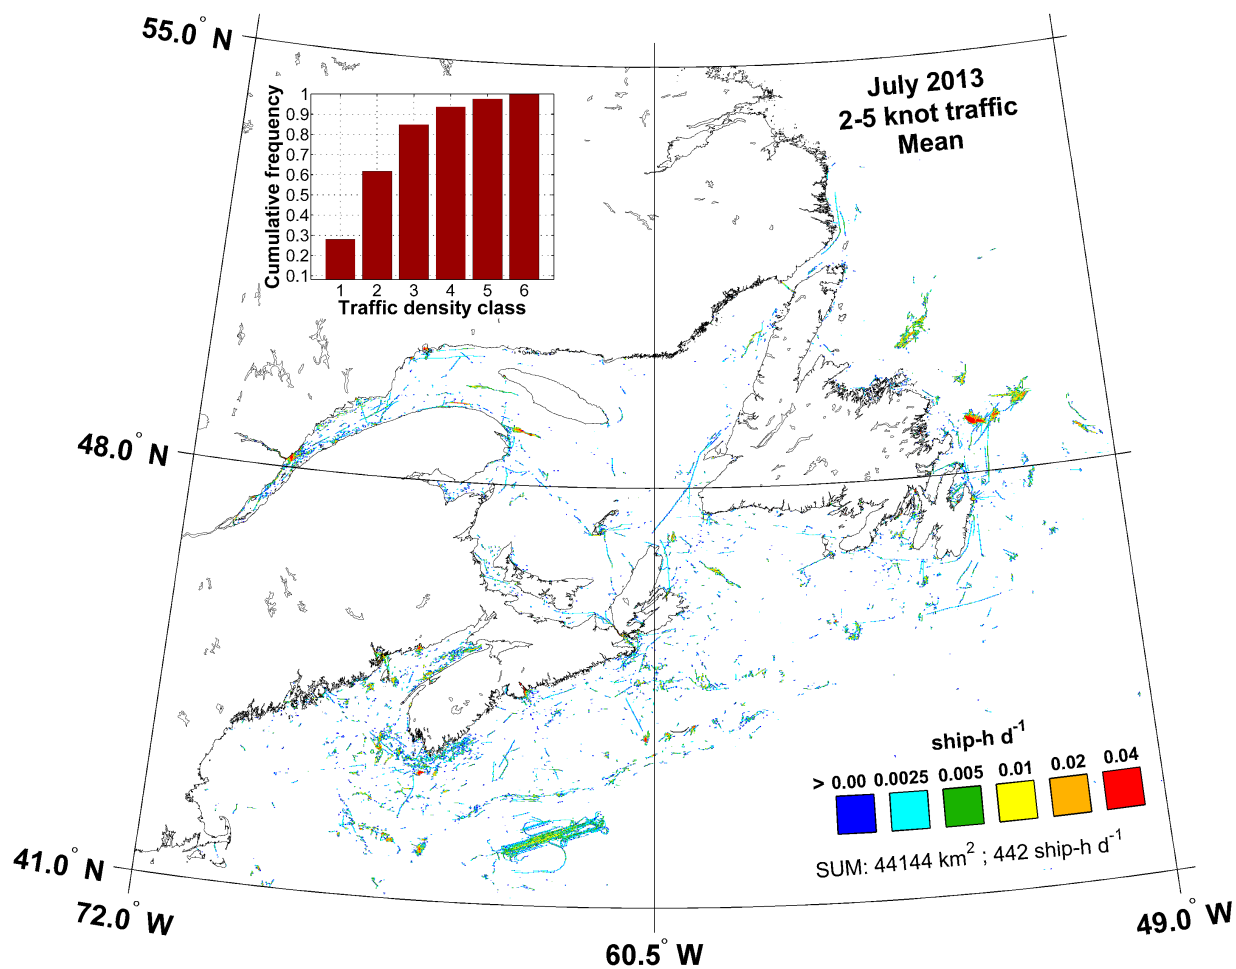 55.0° N
July 2013
2-5 knot traffic
Mean
Cumulative frequency
1
0.9
0.8
0.7
0.6
0.5
0.4
0.3
0.2
0.1
1 2 3 4 5 6
Traffic density class
48.0° N
ship-h d⁻¹
> 0.00 0.0025 0.005 0.01 0.02 0.04
SUM: 44144 km² ; 442 ship-h d⁻¹
41.0° N
72.0° W
60.5° W
49.0° W